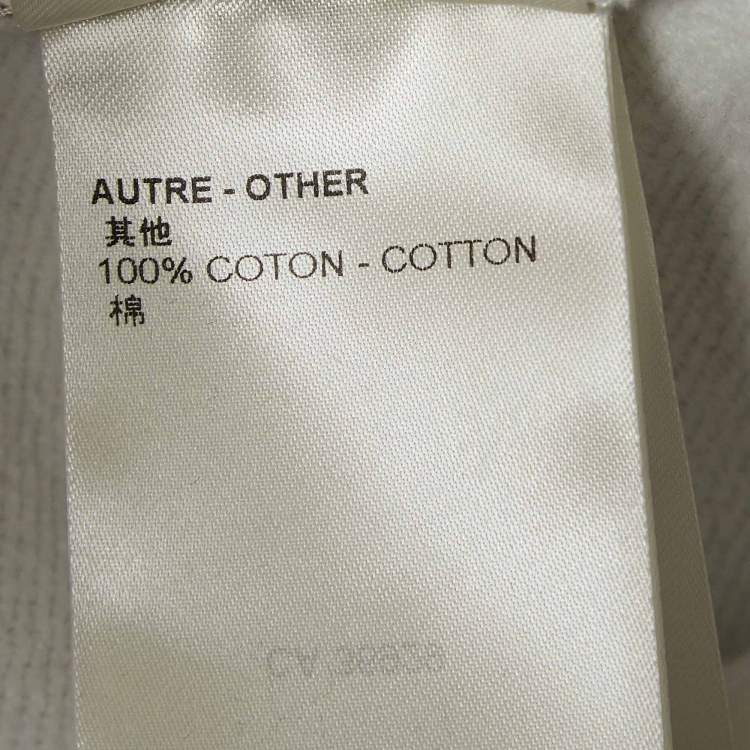 AUTRE - OTHER
其他
100% COTON - COTTON
棉